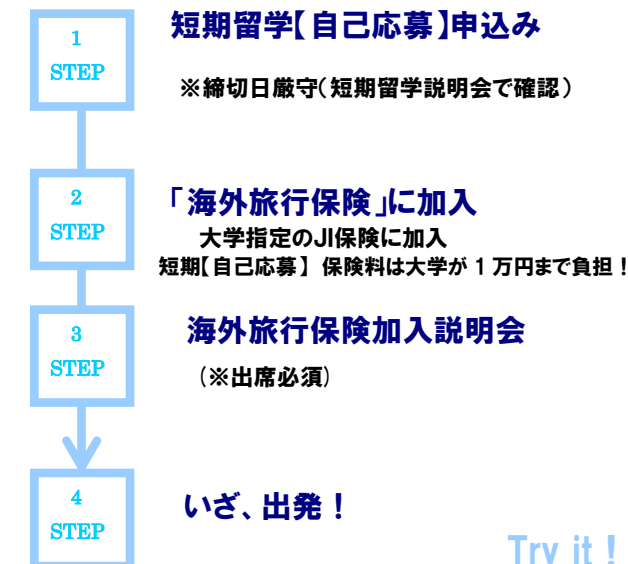 1
STEP
短期留学【自己応募】申込み
※締切日厳守(短期留学説明会で確認)
2
STEP
「海外旅行保険」に加入
大学指定のJI保険に加入
短期【自己応募】 保険料は大学が1万円まで負担！
3
STEP
海外旅行保険加入説明会
(※出席必須)
4
STEP
いざ、出発！
Try it！